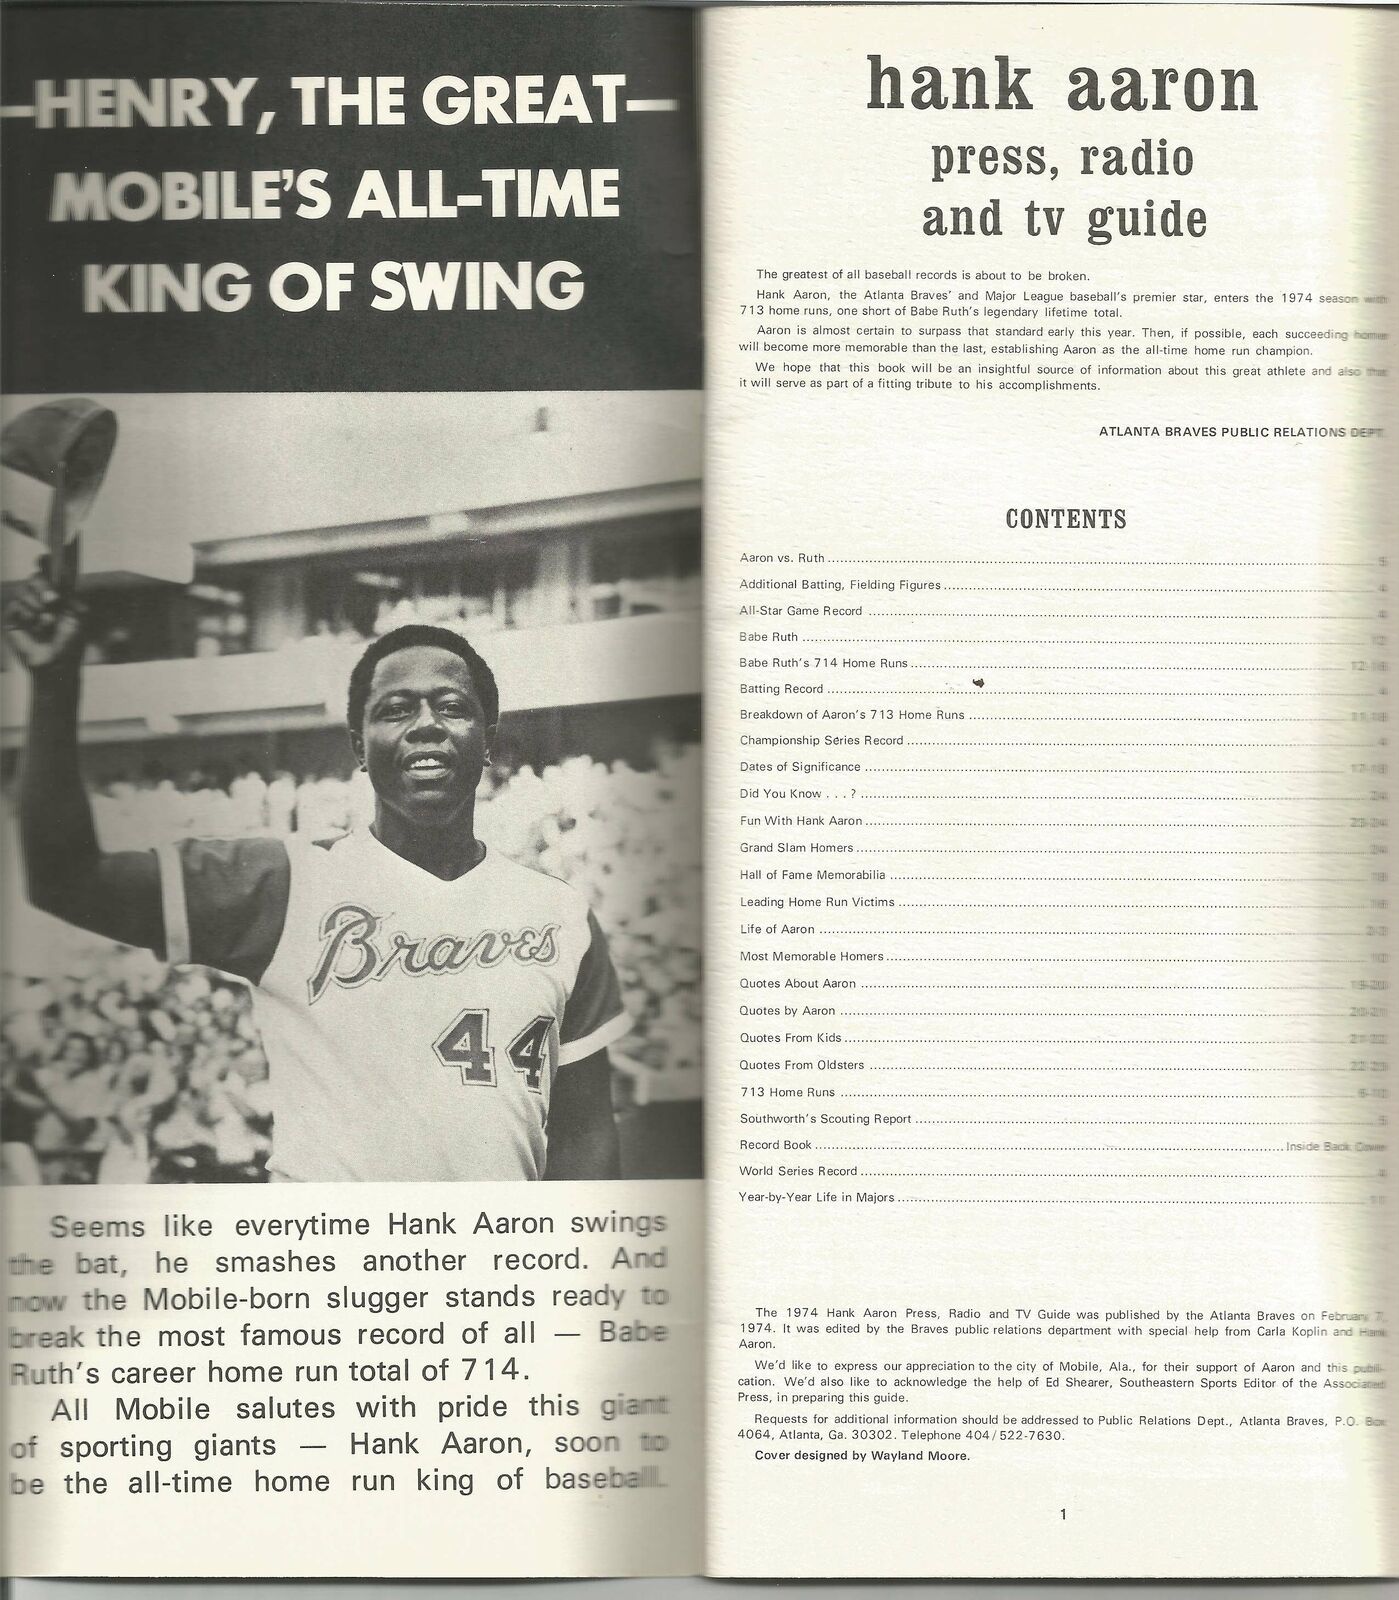 —HENRY, THE GREAT—
MOBILE'S ALL-TIME
KING OF SWING
Braves
44
Seems like everytime Hank Aaron swings
the bat, he smashes another record. And
now the Mobile-born slugger stands ready to
break the most famous record of all — Babe
Ruth's career home run total of 714.
All Mobile salutes with pride this giant
of sporting giants — Hank Aaron, soon to
be the all-time home run king of baseball.
hank aaron
press, radio
and tv guide
The greatest of all baseball records is about to be broken.
Hank Aaron, the Atlanta Braves' and Major League baseball's premier star, enters the 1974 season with
713 home runs, one short of Babe Ruth's legendary lifetime total.
Aaron is almost certain to surpass that standard early this year. Then, if possible, each succeeding homer
will become more memorable than the last, establishing Aaron as the all-time home run champion.
We hope that this book will be an insightful source of information about this great athlete and also that
it will serve as part of a fitting tribute to his accomplishments.
ATLANTA BRAVES PUBLIC RELATIONS DEPT.
CONTENTS
Aaron vs. Ruth
Additional Batting, Fielding Figures
All-Star Game Record
Babe Ruth
Babe Ruth's 714 Home Runs
Batting Record
Breakdown of Aaron's 713 Home Runs
Championship Series Record
Dates of Significance
Did You Know . . . ?
Fun With Hank Aaron
Grand Slam Homers
Hall of Fame Memorabilia
Leading Home Run Victims
Life of Aaron
Most Memorable Homers
Quotes About Aaron
Quotes by Aaron
Quotes From Kids
Quotes From Oldsters
713 Home Runs
Southworth's Scouting Report
Record Book Inside Back Cover
World Series Record
Year-by-Year Life in Majors
The 1974 Hank Aaron Press, Radio and TV Guide was published by the Atlanta Braves on February 7,
1974. It was edited by the Braves public relations department with special help from Carla Koplin and Hank
Aaron.
We'd like to express our appreciation to the city of Mobile, Ala., for their support of Aaron and this publi-
cation. We'd also like to acknowledge the help of Ed Shearer, Southeastern Sports Editor of the Associated
Press, in preparing this guide.
Requests for additional information should be addressed to Public Relations Dept., Atlanta Braves, P.O. Box
4064, Atlanta, Ga. 30302. Telephone 404/522-7630.
Cover designed by Wayland Moore.
1